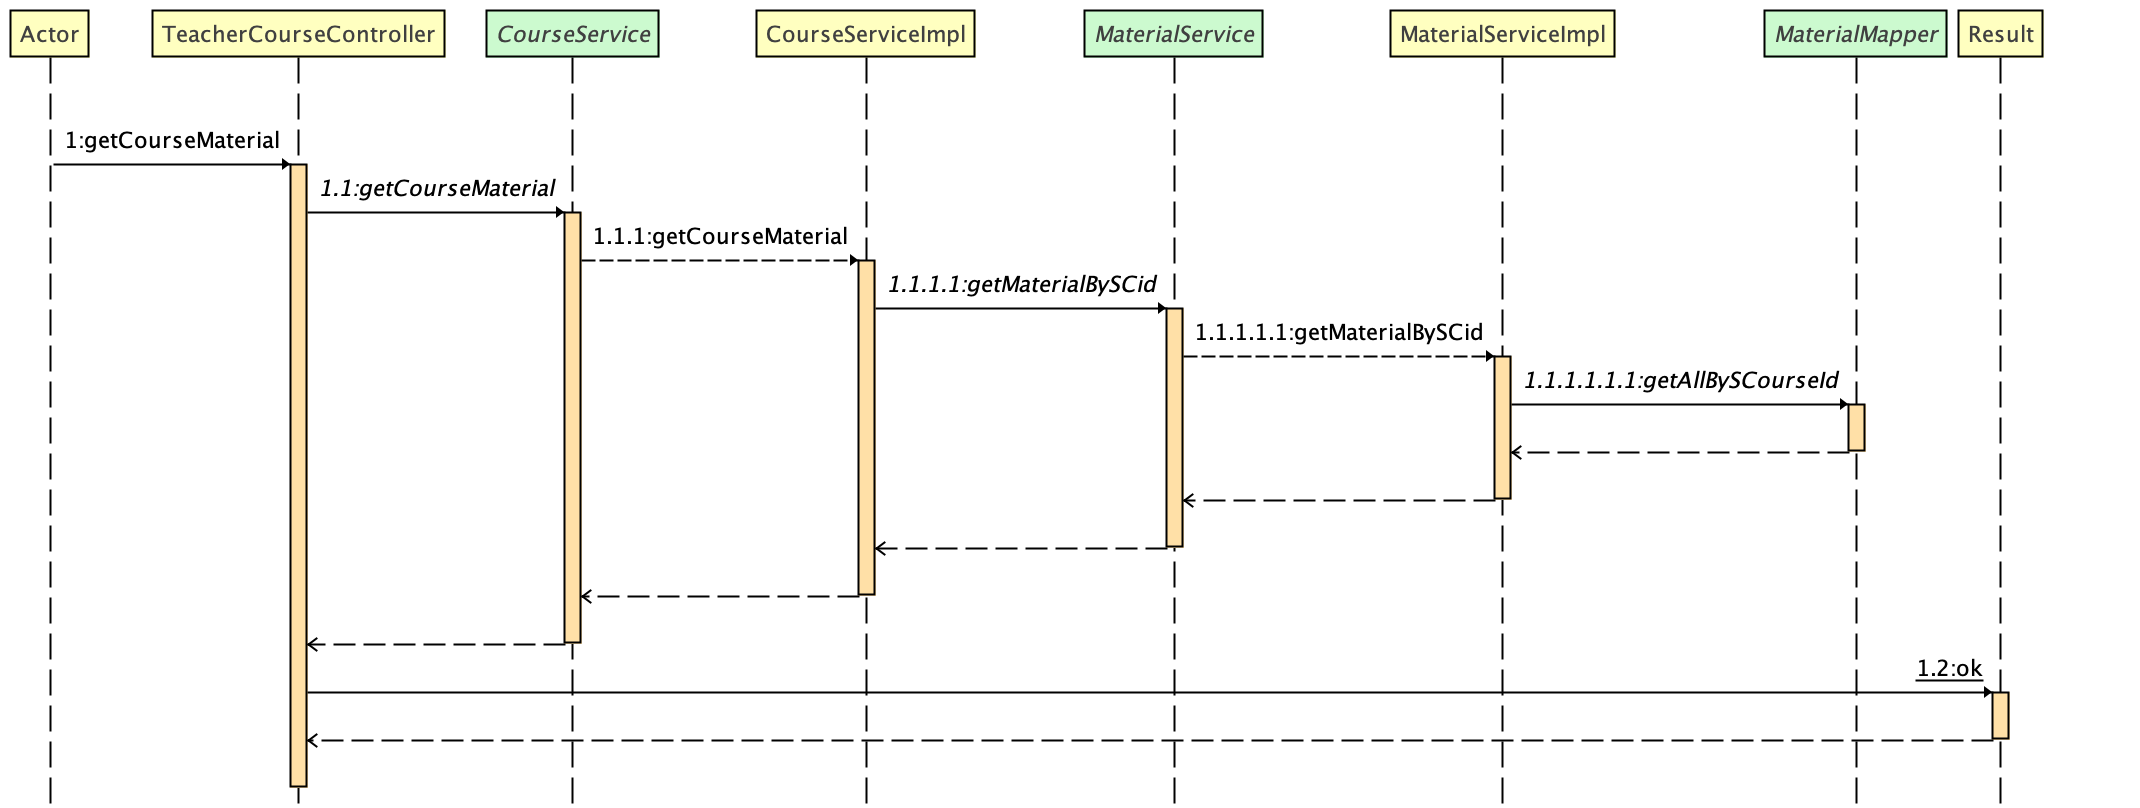 Actor
TeacherCourseController
CourseService
CourseServiceImpl
MaterialService
MaterialServiceImpl
MaterialMapper
Result
1:getCourseMaterial
1.1:getCourseMaterial
1.1.1:getCourseMaterial
1.1.1.1:getMaterialBySCid
1.1.1.1.1:getMaterialBySCid
1.1.1.1.1.1:getAllBySCourseId
1.2:ok